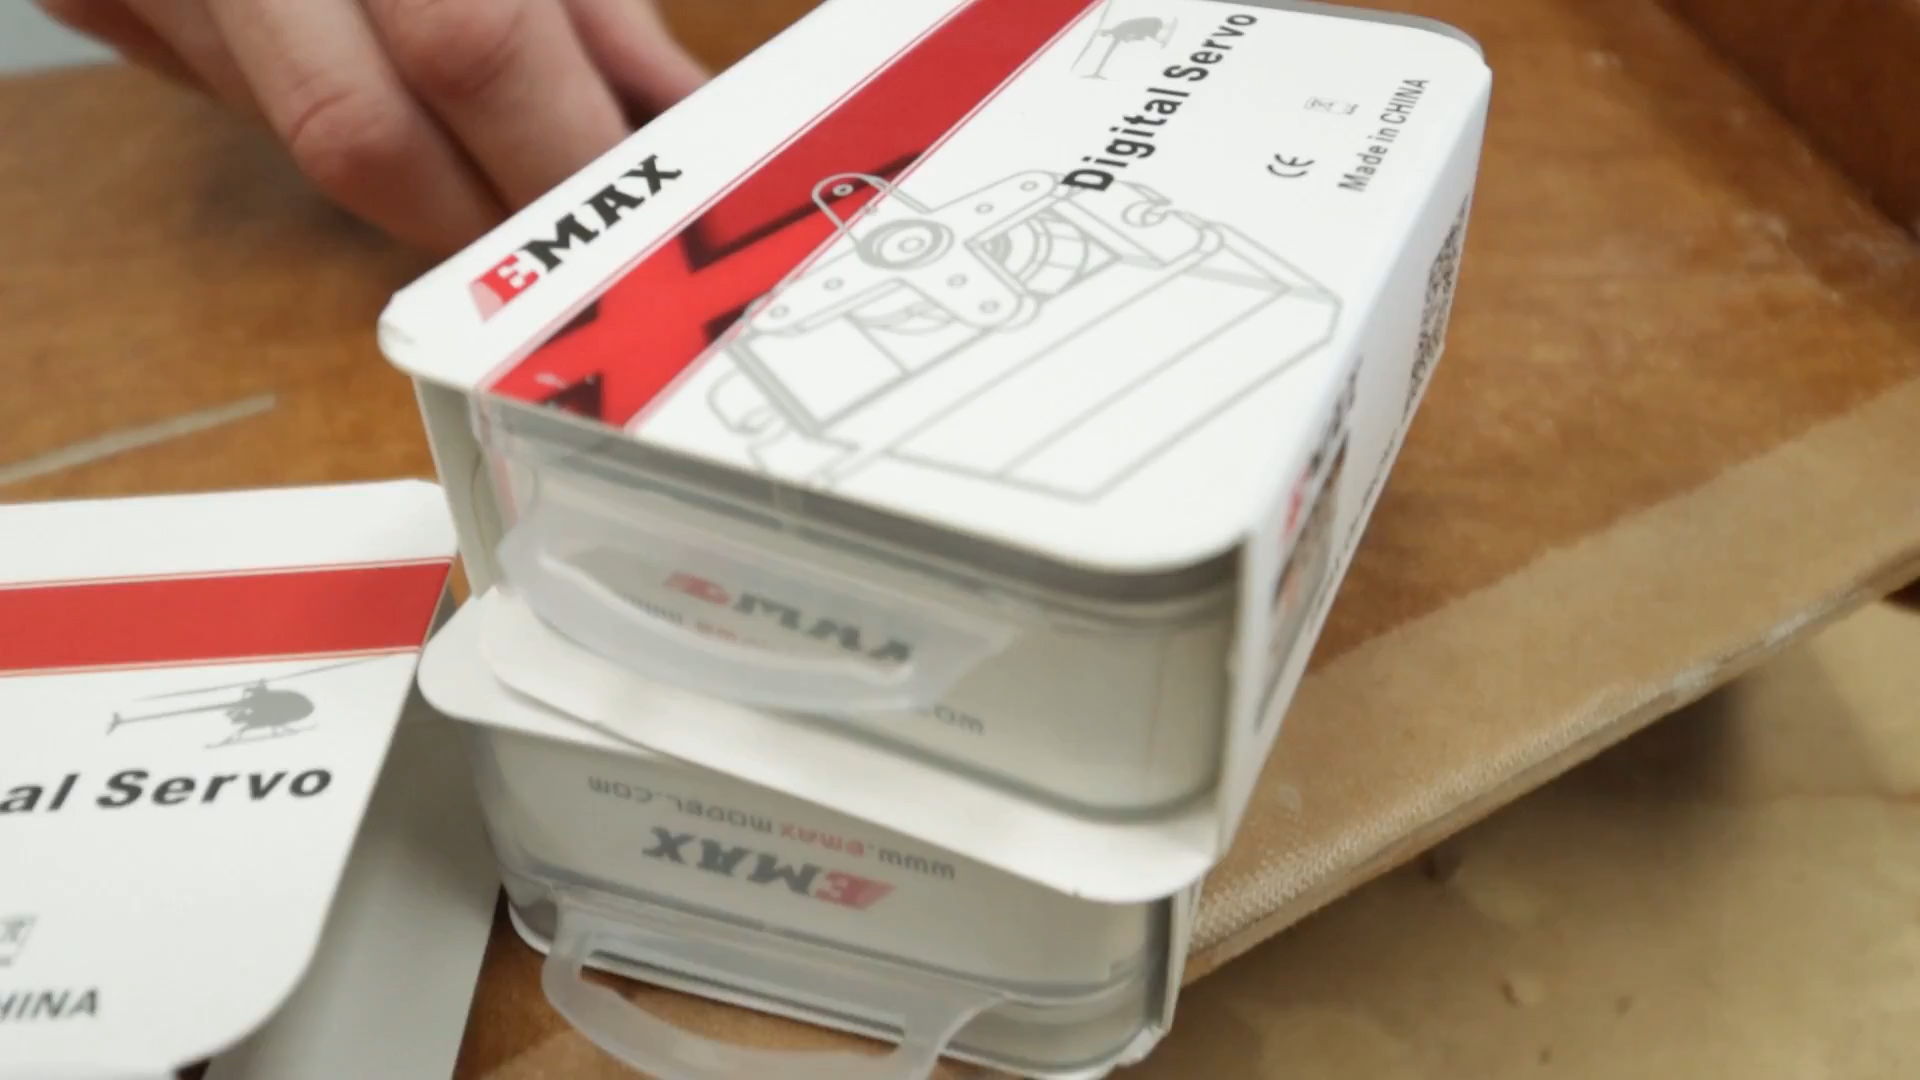 EMAX
Digital Servo
CE
Made in CHINA
EMAX
www.emaxmodel.com
EMAX
al Servo
HINA